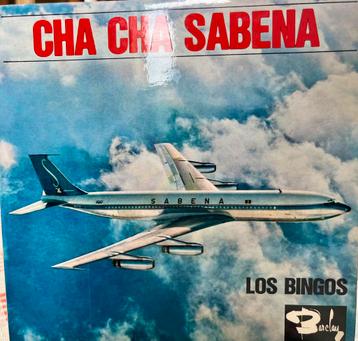 CHA CHA SABENA
SABENA
LOS BINGOS
Barclay